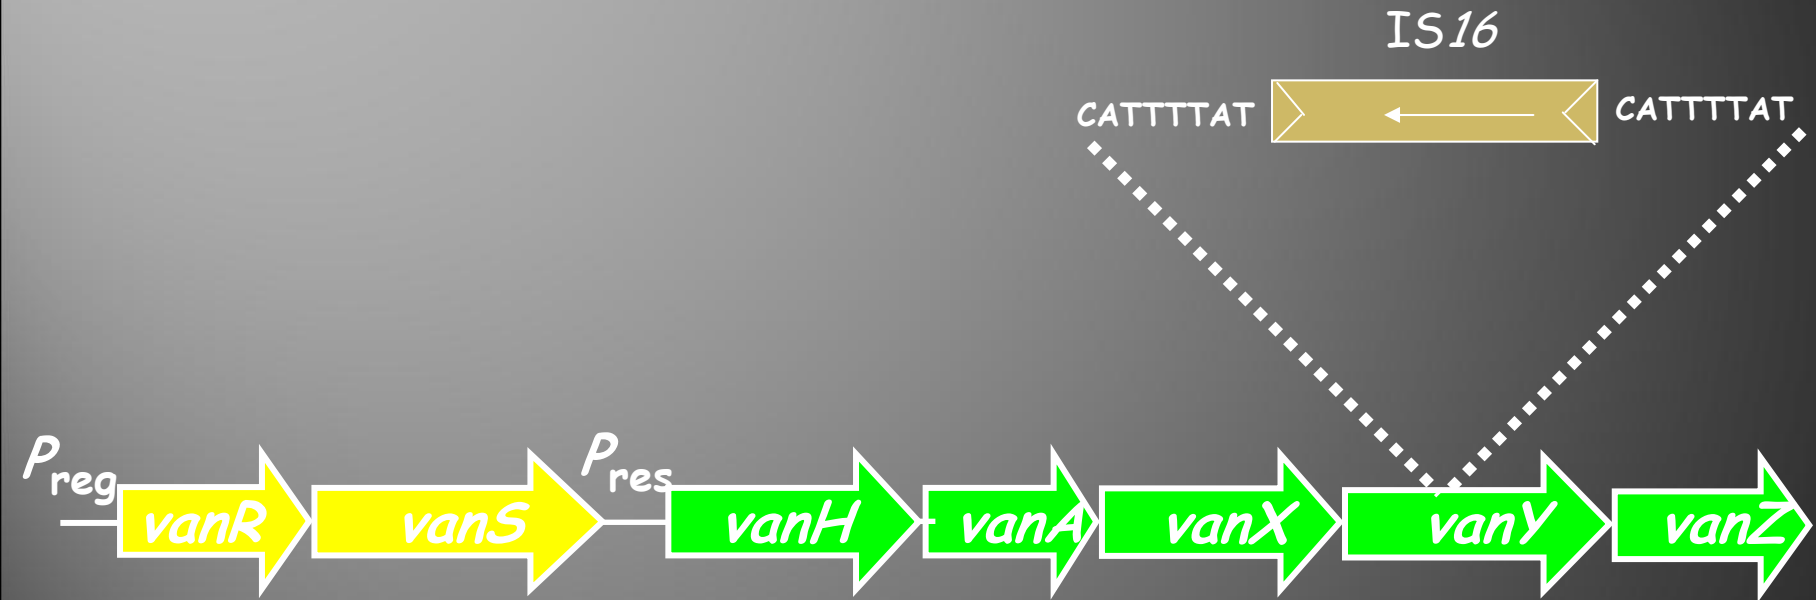 IS16
CATTTTAT CATTTTAT
Preg Pres
vanR vanS vanH vanA vanX vanY vanZ